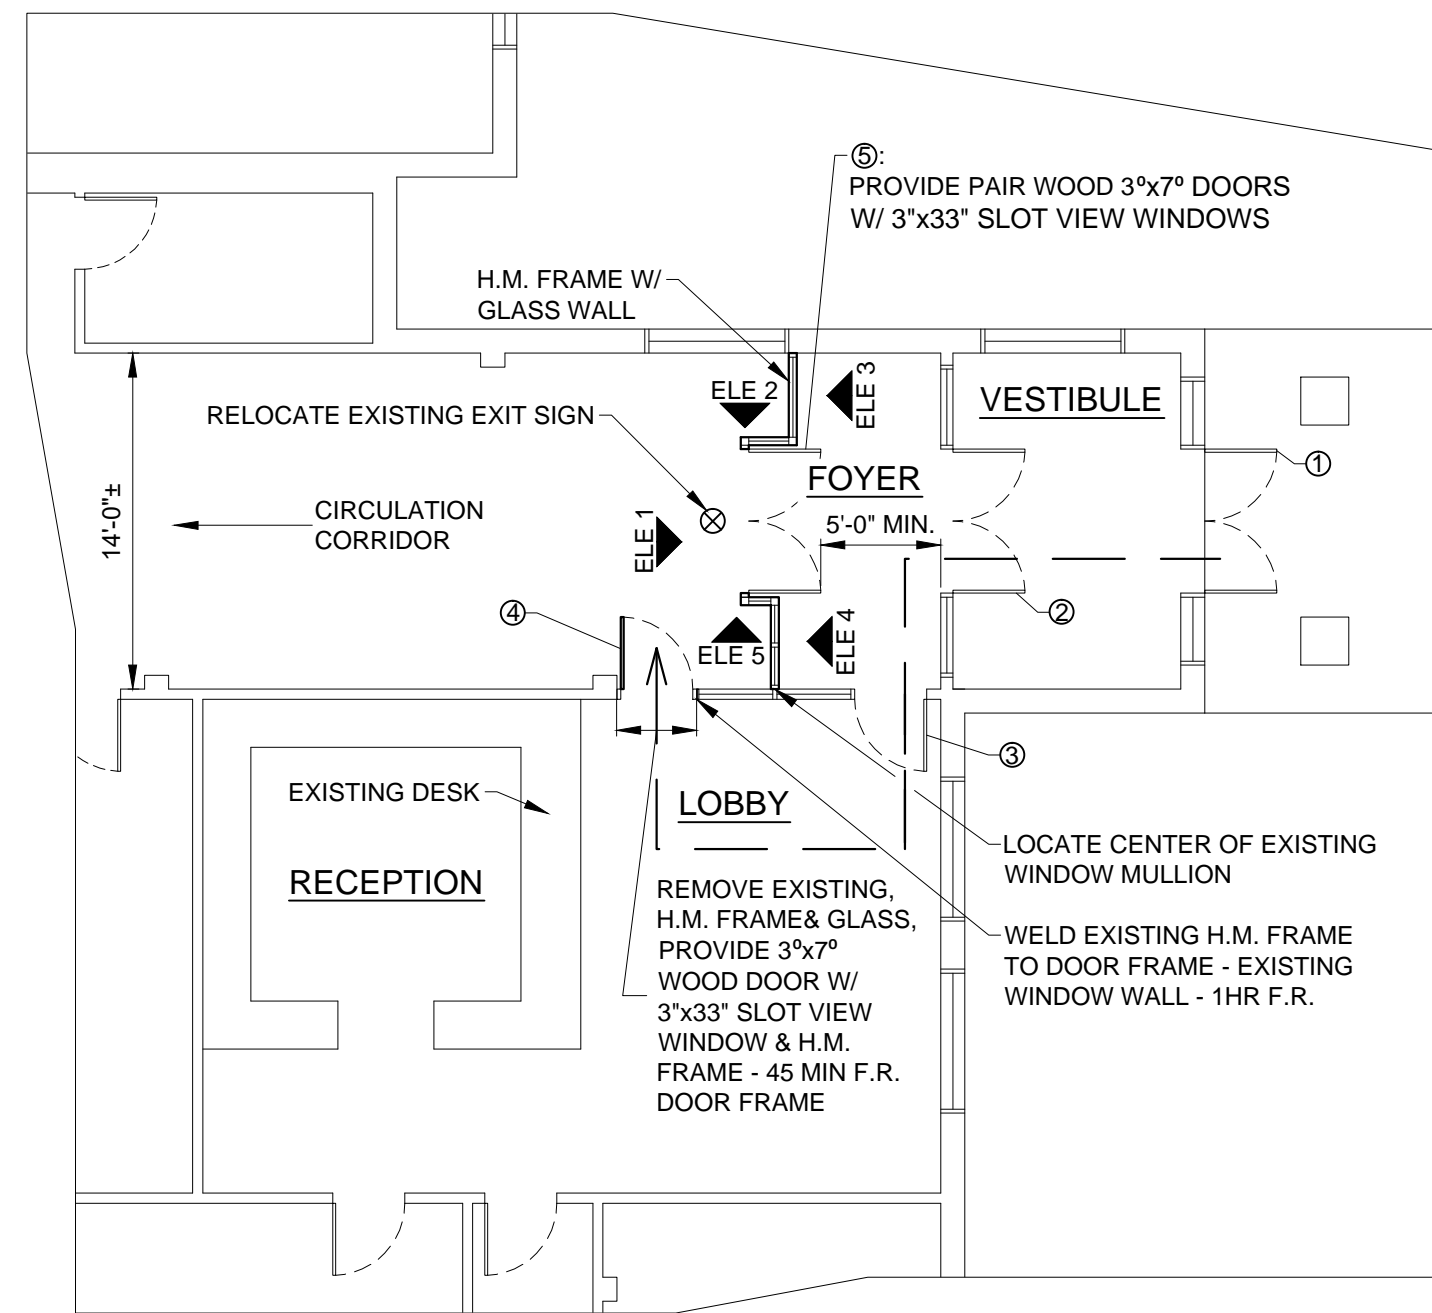 ⑤:
PROVIDE PAIR WOOD 3⁰x7⁰ DOORS
W/ 3"x33" SLOT VIEW WINDOWS
H.M. FRAME W/
GLASS WALL
ELE 2
ELE 3
VESTIBULE
RELOCATE EXISTING EXIT SIGN
①
FOYER
14'-0"±
CIRCULATION
CORRIDOR
ELE 1
5'-0" MIN.
④
②
ELE 5
ELE 4
③
EXISTING DESK
LOBBY
RECEPTION
LOCATE CENTER OF EXISTING
WINDOW MULLION
REMOVE EXISTING,
H.M. FRAME& GLASS,
PROVIDE 3⁰x7⁰
WOOD DOOR W/
3"x33" SLOT VIEW
WINDOW & H.M.
FRAME - 45 MIN F.R.
DOOR FRAME
WELD EXISTING H.M. FRAME
TO DOOR FRAME - EXISTING
WINDOW WALL - 1HR F.R.